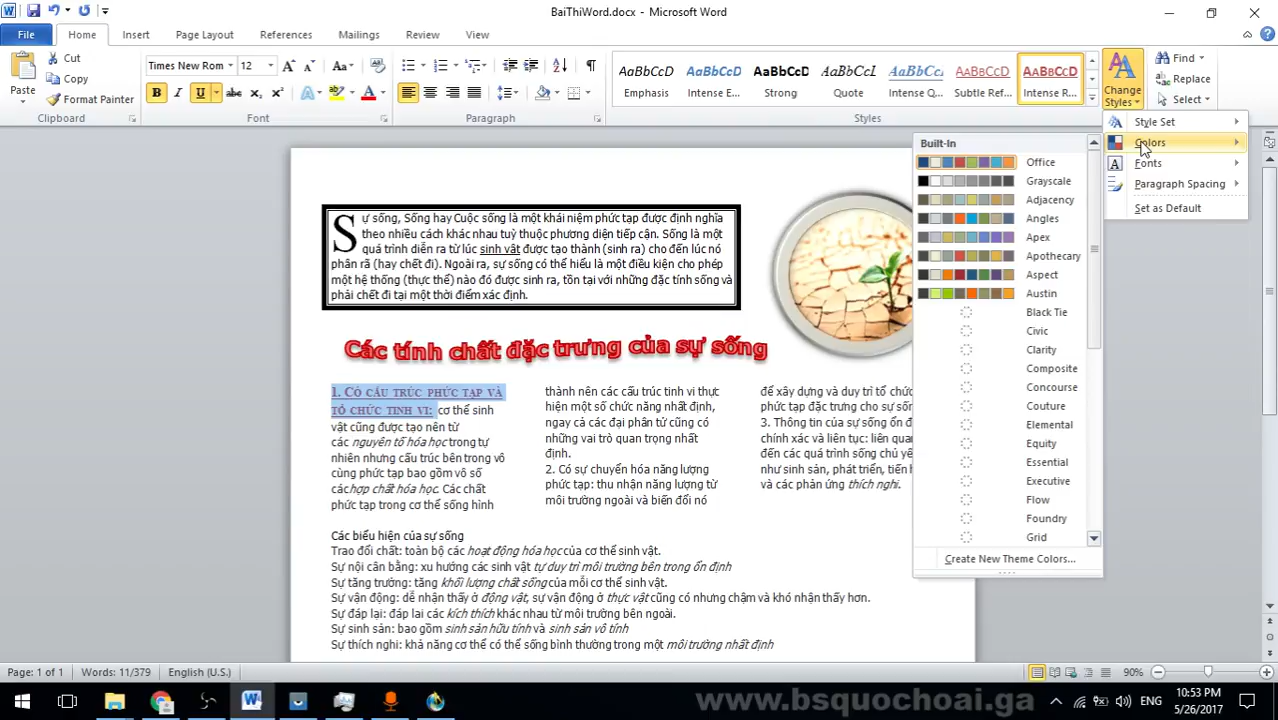 BaiThiWord.docx - Microsoft Word
File Home Insert Page Layout References Mailings Review View
Paste
Cut
Copy
Format Painter
Clipboard
Times New Rom 12
Font
Paragraph
AaBbCcD AaBbCcD AaBbCcD AaBbCcD AaBbCc. AABBCCD AABBCCD
Emphasis Intense E... Strong Quote Intense Q... Subtle Ref... Intense R...
Styles
Change Styles
Find
Replace
Select
Style Set
Colors
Fonts
Paragraph Spacing
Set as Default
Built-In
Office
Grayscale
Adjacency
Angles
Apex
Apothecary
Aspect
Austin
Black Tie
Civic
Clarity
Composite
Concourse
Couture
Elemental
Equity
Essential
Executive
Flow
Foundry
Grid
Create New Theme Colors...
Sự sống, Sống hay Cuộc sống là một khái niệm phức tạp được định nghĩa
theo nhiều cách khác nhau tuỳ thuộc phương diện tiếp cận. Sống là một
quá trình diễn ra từ lúc sinh vật được tạo thành (sinh ra) cho đến lúc nó
phân rã (hay chết đi). Ngoài ra, sự sống có thể hiểu là một điều kiện cho phép
một hệ thống (thực thể) nào đó được sinh ra, tồn tại với những đặc tính sống và
phải chết đi tại một thời điểm xác định.
Các tính chất đặc trưng của sự sống
1. CÓ CẤU TRÚC PHỨC TẠP VÀ
TỔ CHỨC TINH VI: cơ thể sinh
vật cũng được tạo nên từ
các nguyên tố hóa học trong tự
nhiên nhưng cấu trúc bên trong vô
cùng phức tạp bao gồm vô số
các hợp chất hóa học. Các chất
phức tạp trong cơ thể sống hình
thành nên các cấu trúc tinh vi thực
hiện một số chức năng nhất định,
ngay cả các đại phân tử cũng có
những vai trò quan trọng nhất
định.
2. Có sự chuyển hóa năng lượng
phức tạp: thu nhận năng lượng từ
môi trường ngoài và biến đổi nó
để xây dựng và duy trì tổ chức
phức tạp đặc trưng cho sự số
3. Thông tin của sự sống ổn đ
chính xác và liên tục: liên qua
đến các quá trình sống chủ yế
như sinh sản, phát triển, tiến h
và các phản ứng thích nghi.
Các biểu hiện của sự sống
Trao đổi chất: toàn bộ các hoạt động hóa học của cơ thể sinh vật.
Sự nội cân bằng: xu hướng các sinh vật tự duy trì môi trường bên trong ổn định
Sự tăng trưởng: tăng khối lượng chất sống của mỗi cơ thể sinh vật.
Sự vận động: dễ nhận thấy ở động vật, sự vận động ở thực vật cũng có nhưng chậm và khó nhận thấy hơn.
Sự đáp lại: đáp lại các kích thích khác nhau từ môi trường bên ngoài.
Sự sinh sản: bao gồm sinh sản hữu tính và sinh sản vô tính
Sự thích nghi: khả năng cơ thể có thể sống bình thường trong một môi trường nhất định
Page: 1 of 1 Words: 11/379 English (U.S.) 90%
www.bsquochoai.ga
ENG
10:53 PM
5/26/2017